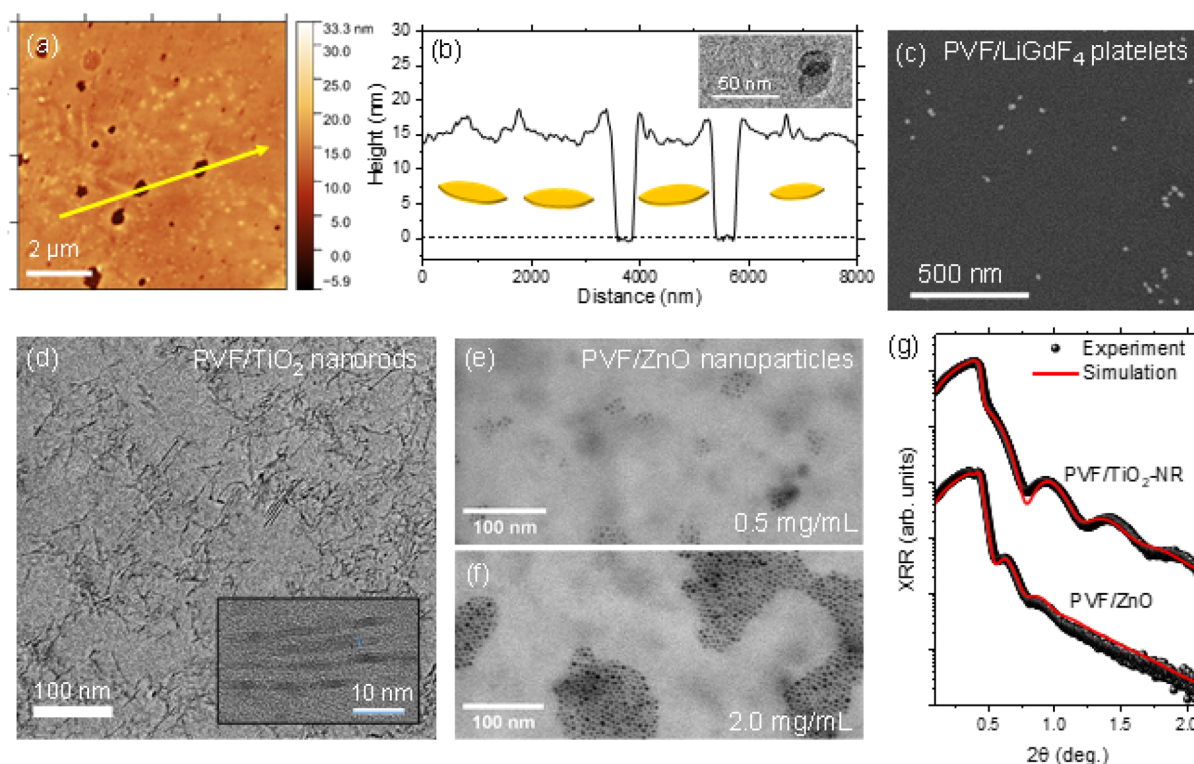 (a)
33.3 nm
30.0
25.0
20.0
15.0
10.0
5.0
0.0
−5.9
2 µm
(b)
Height (nm)
30
25
20
15
10
5
0
50 nm
0
2000
4000
6000
8000
Distance (nm)
(c)
PVF/LiGdF4 platelets
500 nm
(d)
PVF/TiO2 nanorods
100 nm
10 nm
(e)
PVF/ZnO nanoparticles
100 nm
0.5 mg/mL
(f)
100 nm
2.0 mg/mL
(g)
Experiment
Simulation
PVF/TiO2-NR
PVF/ZnO
XRR (arb. units)
0.5
1.0
1.5
2.0
2θ (deg.)